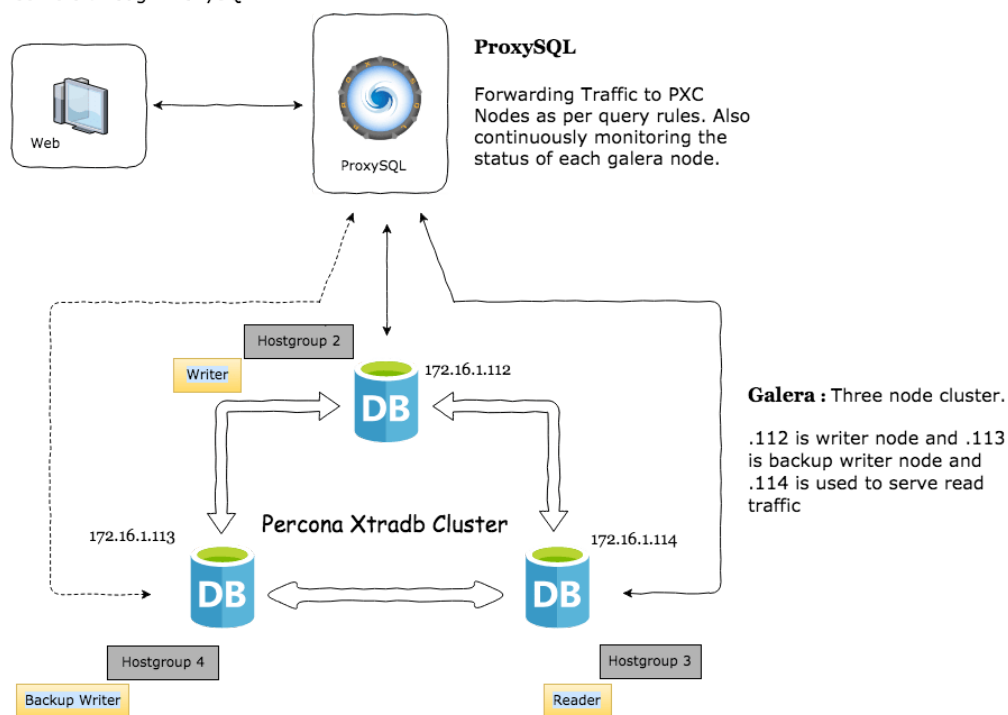 ProxySQL
Forwarding Traffic to PXC
Nodes as per query rules. Also
continuously monitoring the
status of each galera node.
Web
ProxySQL
Hostgroup 2
Writer
172.16.1.112
Galera : Three node cluster.
.112 is writer node and .113
is backup writer node and
.114 is used to serve read
traffic
Percona Xtradb Cluster
172.16.1.113
172.16.1.114
DB
DB
DB
Hostgroup 4
Hostgroup 3
Backup Writer
Reader